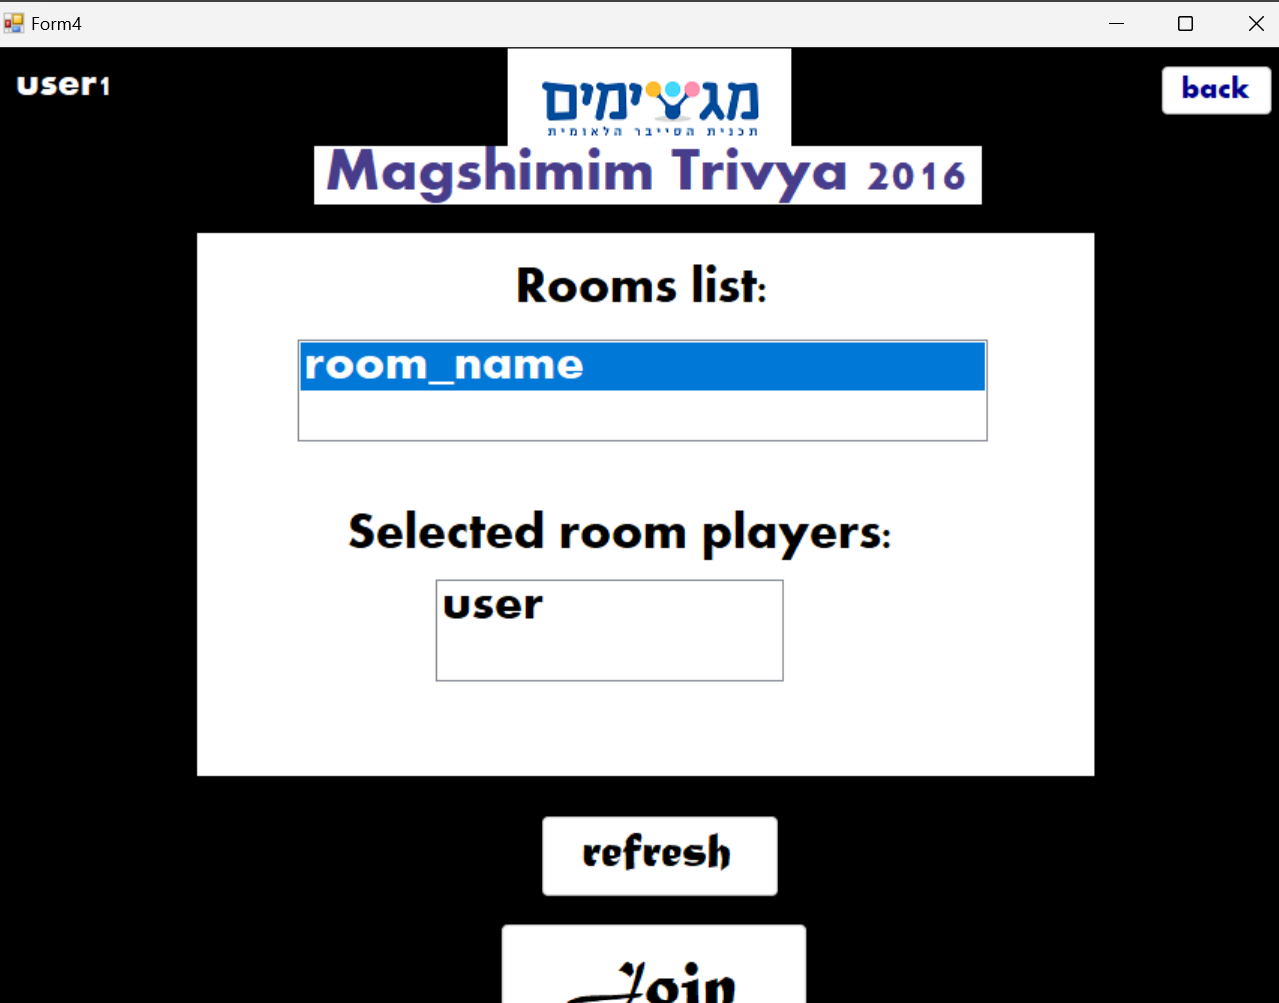 Form4
user1
back
מגשימים
תכנית הסייבר הלאומית
Magshimim Trivya 2016
Rooms list:
room_name
Selected room players:
user
refresh
Join